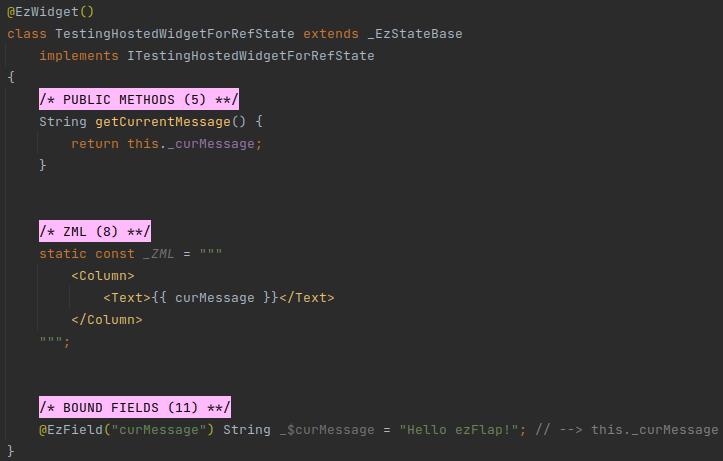 @EzWidget()
class TestingHostedWidgetForRefState extends _EzStateBase
    implements ITestingHostedWidgetForRefState
{
    /* PUBLIC METHODS (5) **/
    String getCurrentMessage() {
        return this._curMessage;
    }
    /* ZML (8) **/
    static const _ZML = """
        <Column>
            <Text>{{ curMessage }}</Text>
        </Column>
    """;
    /* BOUND FIELDS (11) **/
    @EzField("curMessage") String _$curMessage = "Hello ezFlap!"; // --> this._curMessage
}